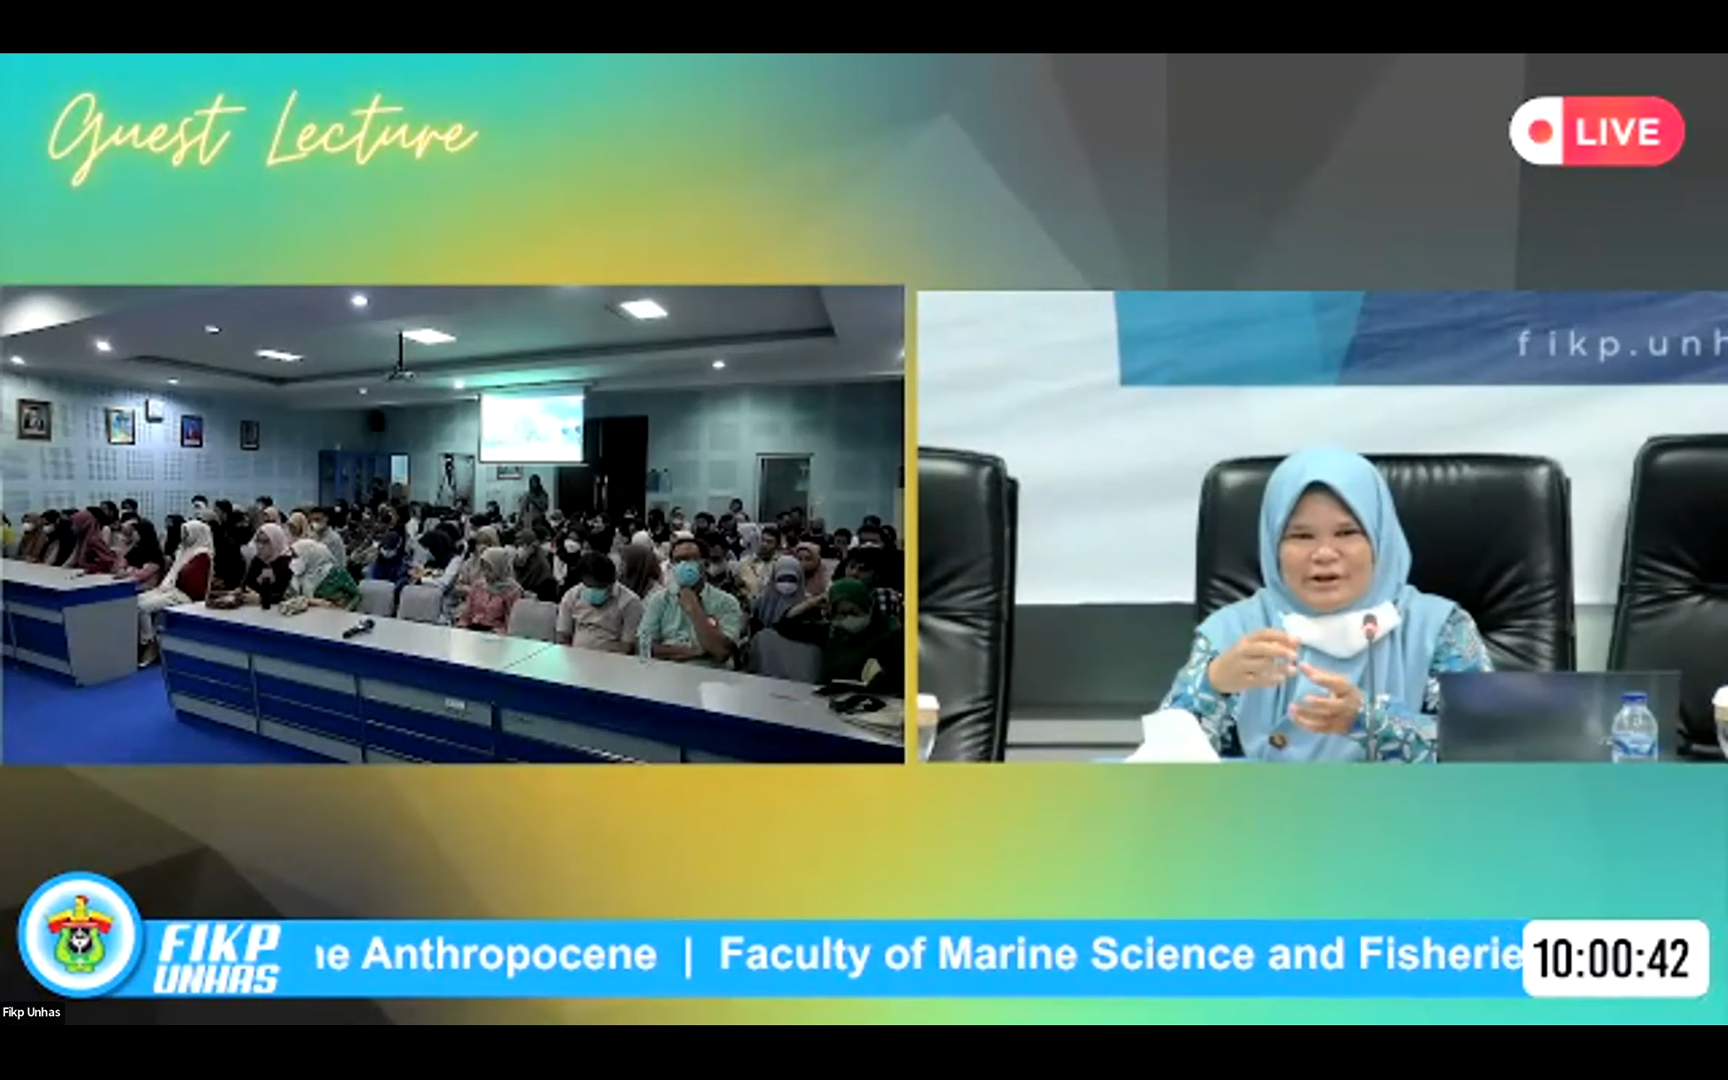 Guest Lecture
LIVE
fikp.unh
FIKP
UNHAS
ne Anthropocene | Faculty of Marine Science and Fisherie
10:00:42
Fikp Unhas